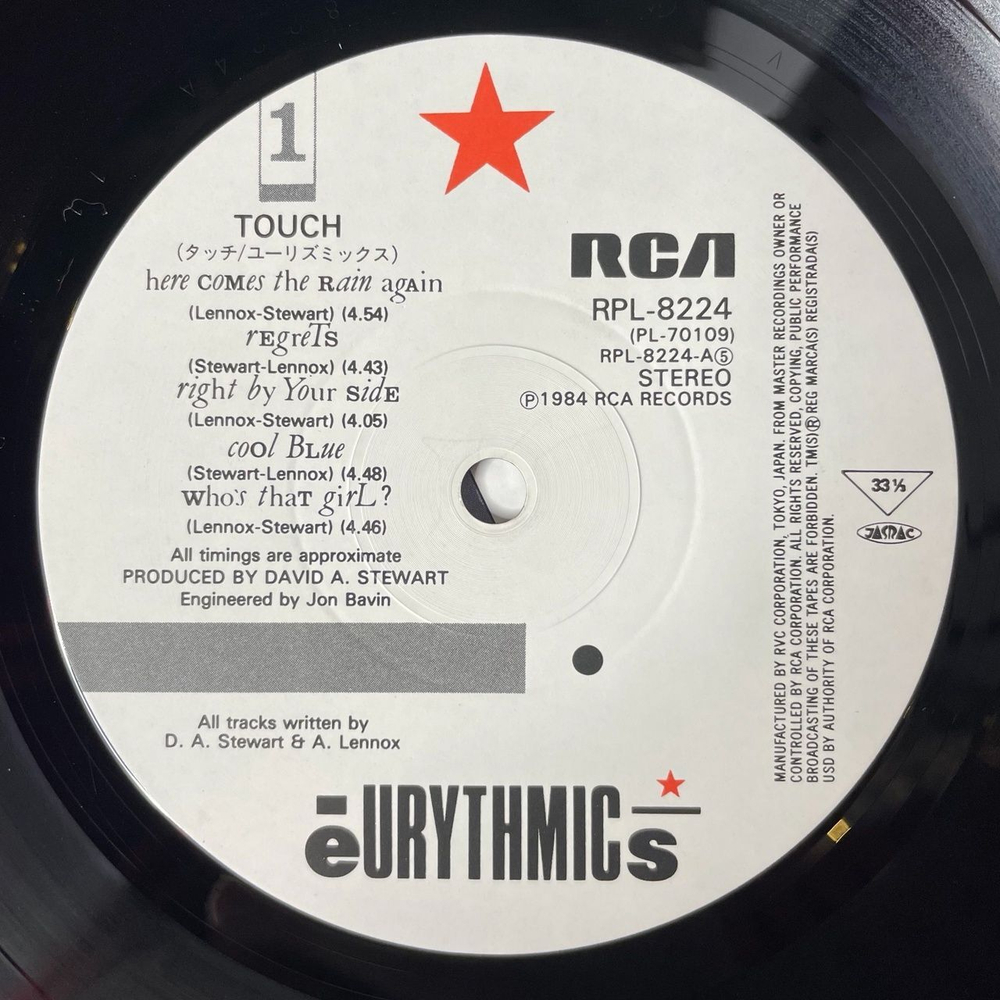 1
TOUCH
(タッチ/ユーリズミックス)
here COMes the Rain agAin
(Lennox-Stewart) (4.54)
rEgreTS
(Stewart-Lennox) (4.43)
right by Your SidE
(Lennox-Stewart) (4.05)
coOl BLue
(Stewart-Lennox) (4.48)
Who's thaT girL?
(Lennox-Stewart) (4.46)
All timings are approximate
PRODUCED BY DAVID A. STEWART
Engineered by Jon Bavin
All tracks written by
D. A. Stewart & A. Lennox
RCA
RPL-8224
(PL-70109)
RPL-8224-A⑤
STEREO
Ⓟ1984 RCA RECORDS
MANUFACTURED BY RVC CORPORATION, TOKYO, JAPAN. FROM MASTER RECORDINGS OWNER OR
CONTROLLED BY RCA CORPORATION. ALL RIGHTS RESERVED, COPYING, PUBLIC PERFORMANCE
BROADCASTING OF THESE TAPES ARE FORBIDDEN. TM(S)ⓇREG MARCA(S) REGISTRADA(S)
USD BY AUTHORITY OF RCA CORPORATION.
33⅓
JASRAC
eURYTHMICs